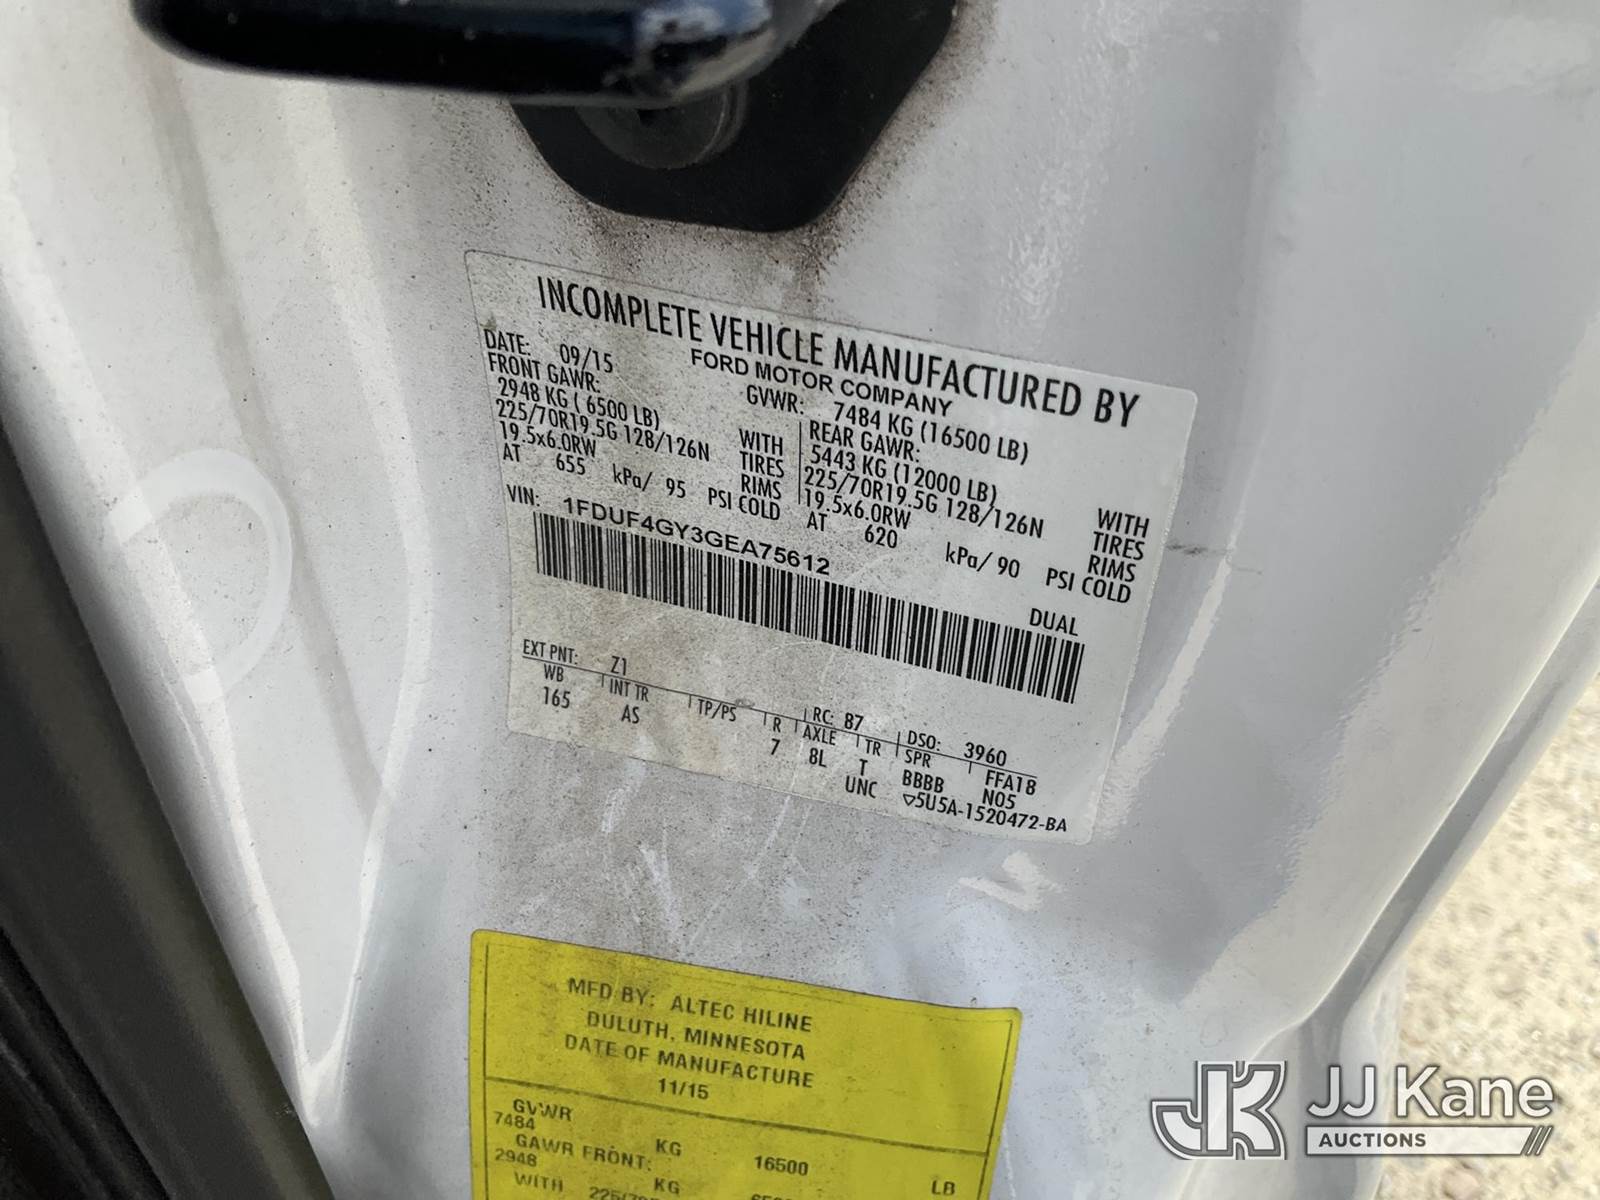 INCOMPLETE VEHICLE MANUFACTURED BY
FORD MOTOR COMPANY
DATE: 09/15 GVWR: 7484 KG (16500 LB)
FRONT GAWR: REAR GAWR:
2948 KG ( 6500 LB) WITH 5443 KG (12000 LB) WITH
225/70R19.5G 128/126N TIRES 225/70R19.5G 128/126N TIRES
19.5x6.0RW RIMS 19.5x6.0RW RIMS
AT 655 kPa/ 95 PSI COLD AT 620 kPa/ 90 PSI COLD
VIN: 1FDUF4GY3GEA75612
DUAL
EXT PNT: Z1 RC: 87 DSO: 3960
WB INT TR TP/PS R AXLE TR SPR FFA18
165 AS 7 8L T BBBB N05
UNC ▽5U5A-1520472-BA
MFD BY: ALTEC HILINE
DULUTH, MINNESOTA
DATE OF MANUFACTURE
11/15
GVWR
7484 KG 16500 LB
GAWR FRONT:
2948 KG
WITH
JJ Kane
AUCTIONS